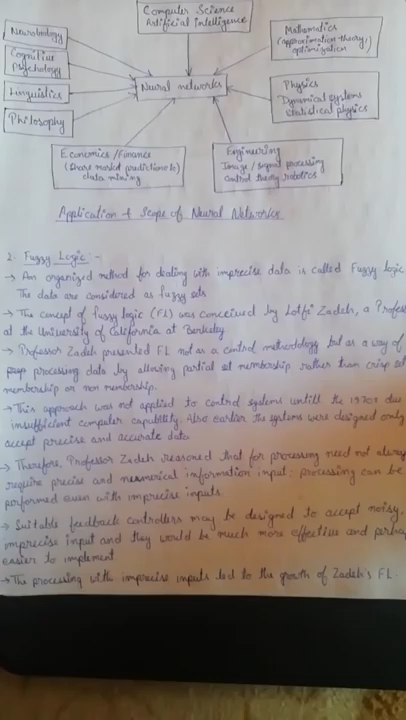 Computer Science
Artificial intelligence
Neurobiology
Mathematics
(approximation theory,
optimization)
Cognitive
Psychology
Neural networks
Linguistics
Physics
Dynamical systems
statistical physics
Philosophy
Economics / Finance
(share market prediction
data mining
Engineering
Image / signal processing
control theory robotics
Application & Scope of Neural Networks
2. Fuzzy Logic :-
→ An organized method for dealing with imprecise data is called Fuzzy logic
The data are considered as fuzzy sets
→ The concept of fuzzy logic (FL) was conceived by Lotfi Zadeh, a Profes
at the University of California at Berkeley
→ Professor Zadeh presented FL not as a control methodology but as a way of
processing data by allowing partial set membership rather than crisp set
membership or non membership.
→ This approach was not applied to control systems untill the 1970's due
insufficient computer capability. Also earlier the systems were designed only
accept precise and accurate data
→ Therefore, Professor Zadeh reasoned that for processing need not alway
require precise and numerical information input; processing can be
performed even with imprecise inputs.
→ Suitable feedback controllers may be designed to accept noisy,
imprecise input and they would be much more effective and perhap
easier to implement
→ The processing with imprecise inputs led to the growth of Zadeh's FL.